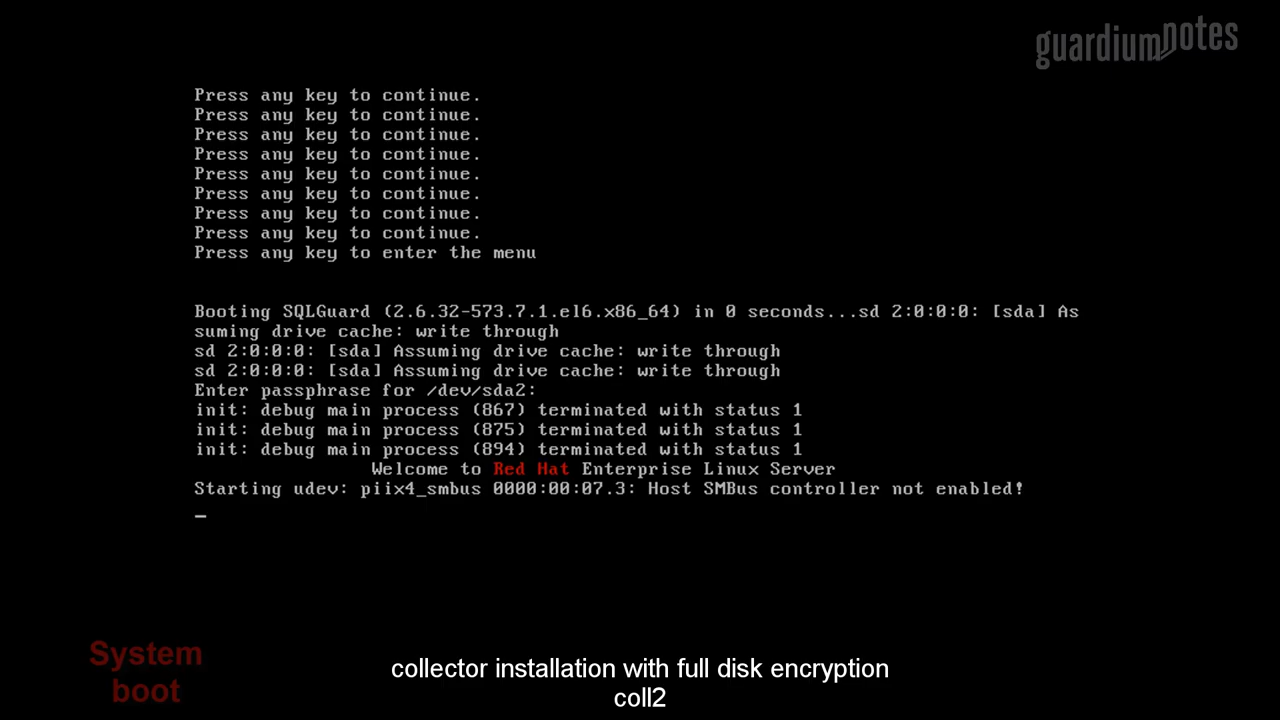 guardiumnotes
Press any key to continue.
Press any key to continue.
Press any key to continue.
Press any key to continue.
Press any key to continue.
Press any key to continue.
Press any key to continue.
Press any key to continue.
Press any key to enter the menu
Booting SQLGuard (2.6.32-573.7.1.el6.x86_64) in 0 seconds...sd 2:0:0:0: [sda] As
suming drive cache: write through
sd 2:0:0:0: [sda] Assuming drive cache: write through
sd 2:0:0:0: [sda] Assuming drive cache: write through
Enter passphrase for /dev/sda2:
init: debug main process (867) terminated with status 1
init: debug main process (875) terminated with status 1
init: debug main process (894) terminated with status 1
Welcome to Red Hat Enterprise Linux Server
Starting udev: piix4_smbus 0000:00:07.3: Host SMBus controller not enabled!
_
System
boot
collector installation with full disk encryption
coll2